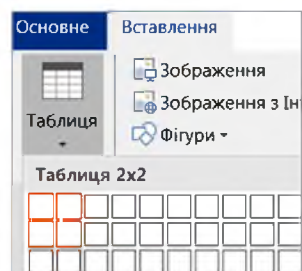 Основне Вставлення
Зображення
Зображення з Ін
Таблиця
Фігури
Таблиця 2x2